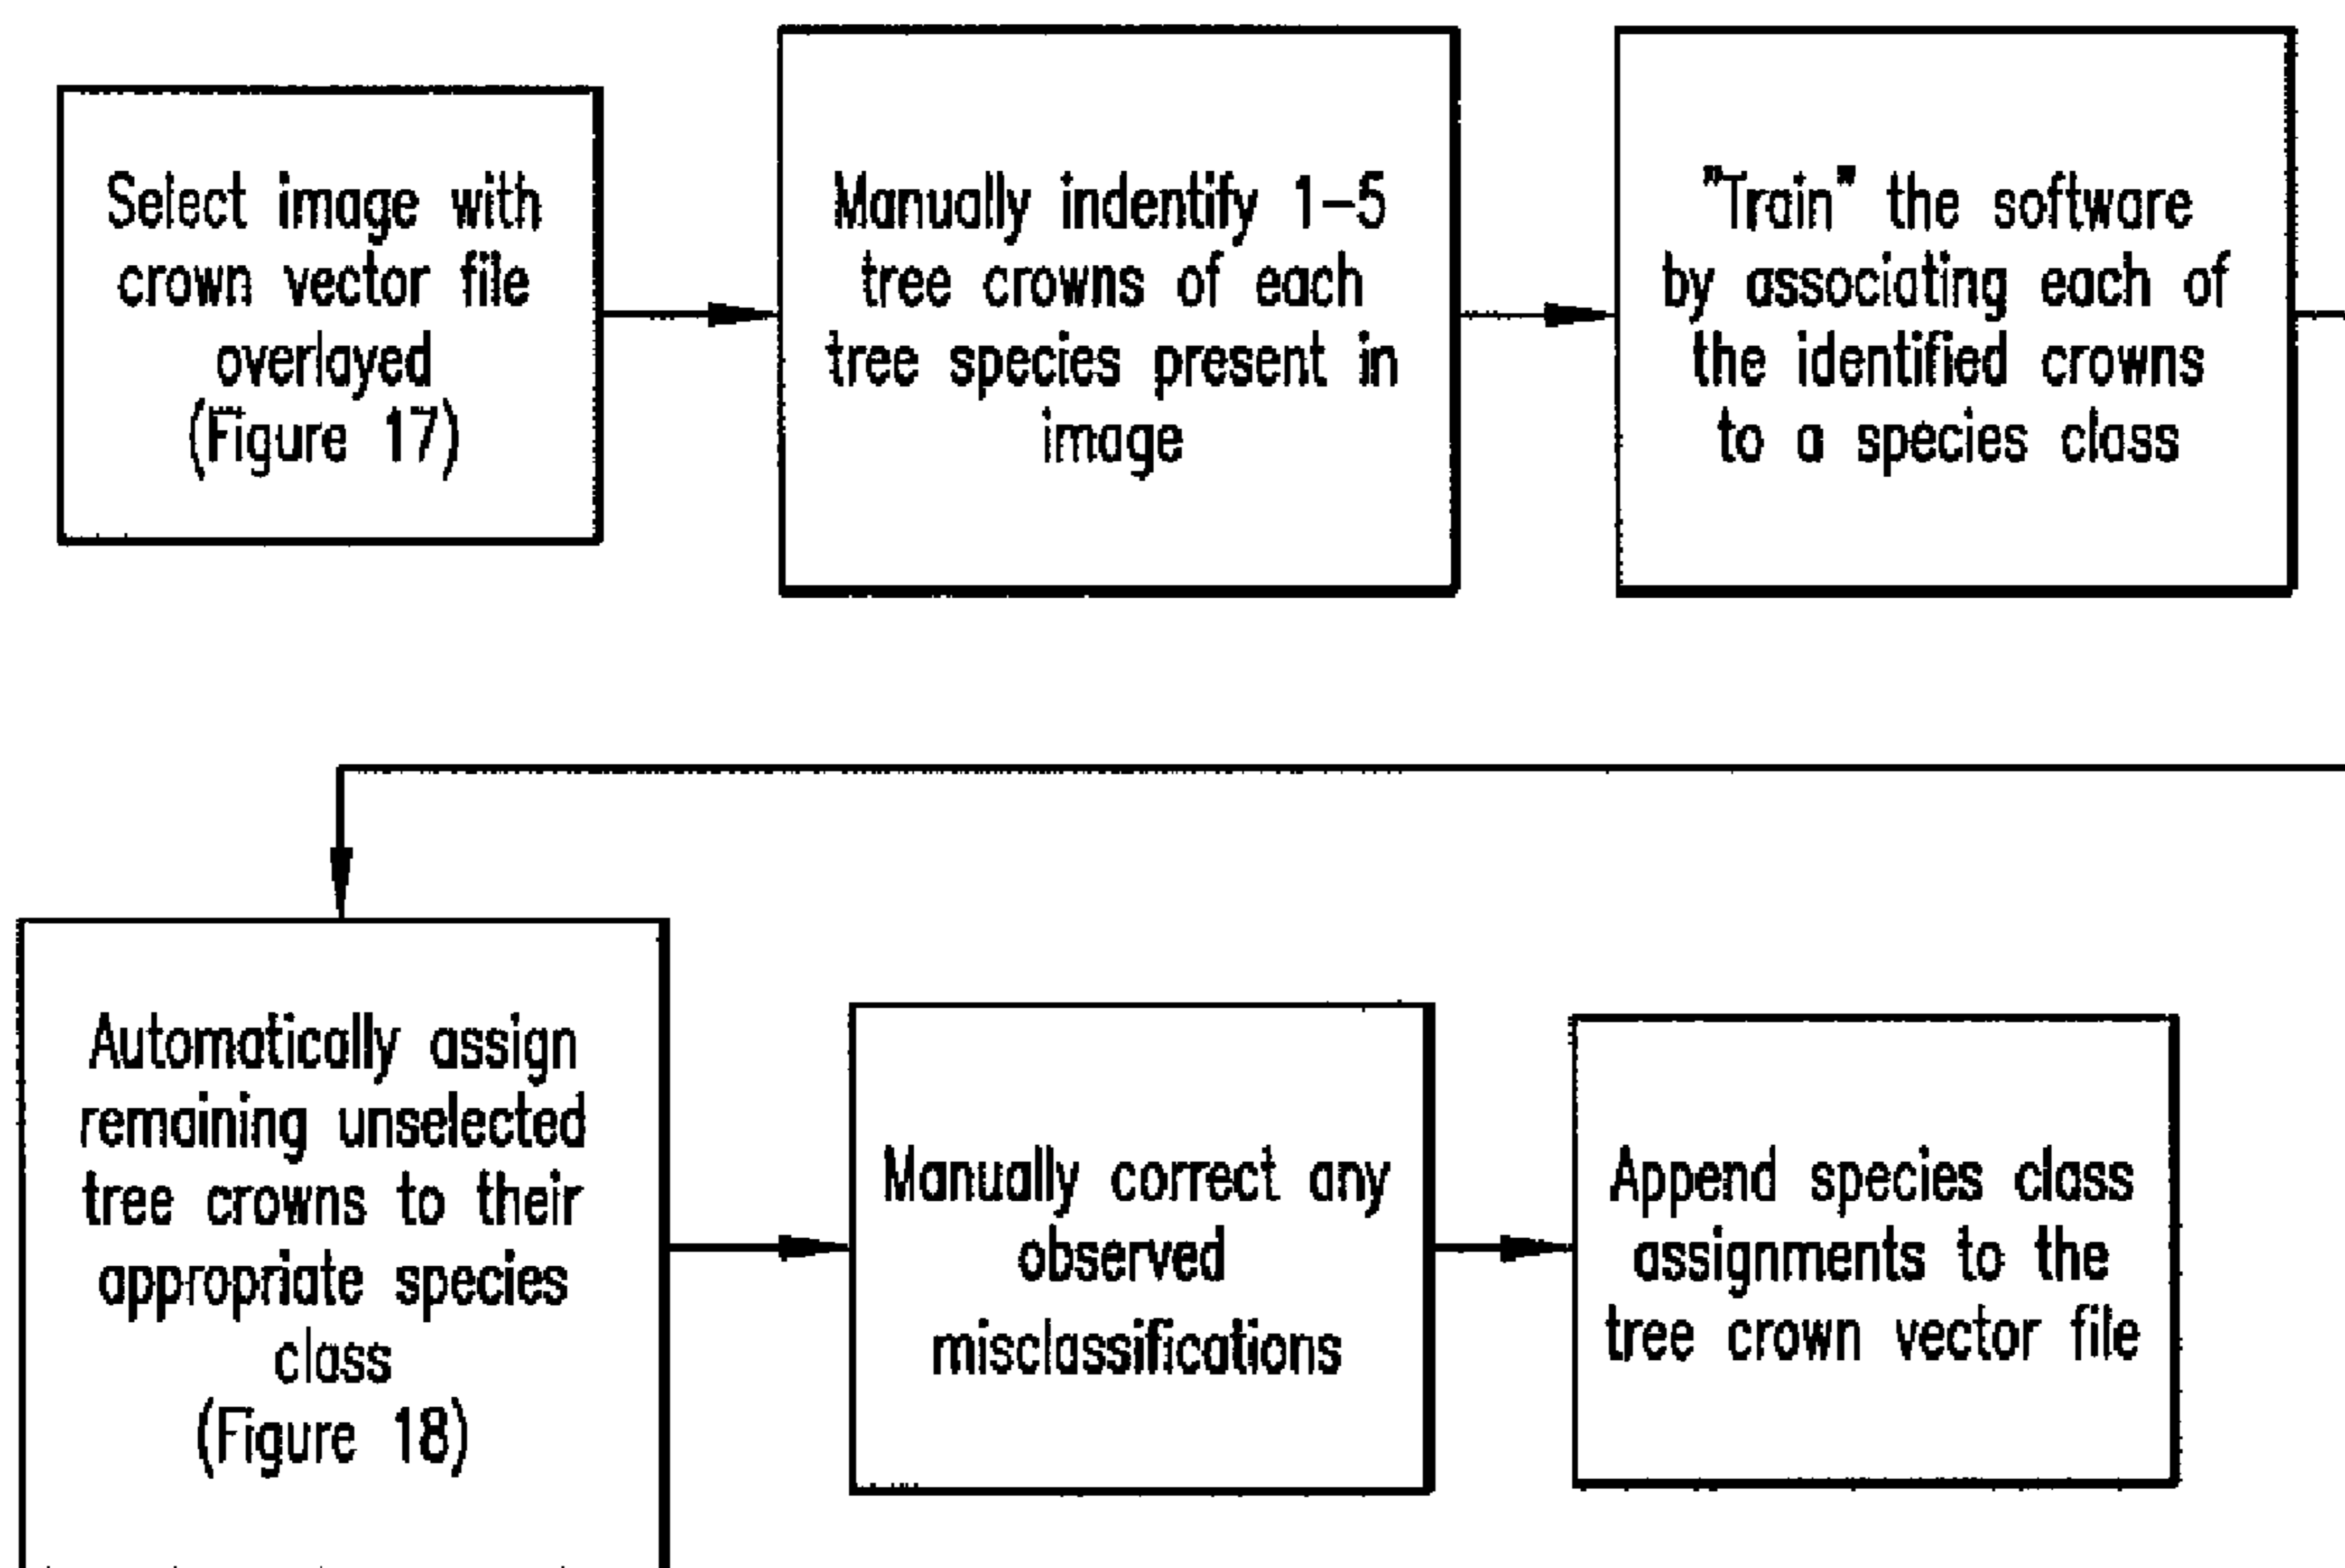 Select image with
crown vector file
overlayed
(Figure 17)
Manually indentify 1–5
tree crowns of each
tree species present in
image
"Train" the software
by associating each of
the identified crowns
to a species class
Automatically assign
remaining unselected
tree crowns to their
appropriate species
class
(Figure 18)
Manually correct any
observed
misclassifications
Append species class
assignments to the
tree crown vector file